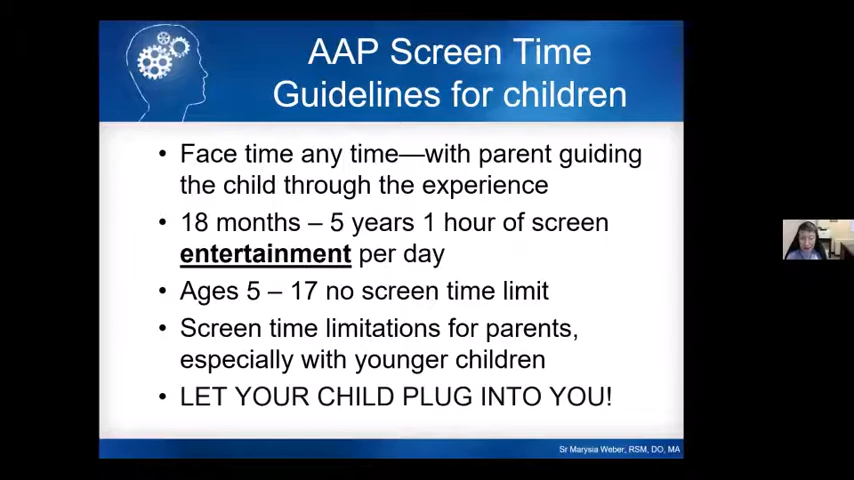 AAP Screen Time
Guidelines for children
• Face time any time—with parent guiding
the child through the experience
• 18 months – 5 years 1 hour of screen
entertainment per day
• Ages 5 – 17 no screen time limit
• Screen time limitations for parents,
especially with younger children
• LET YOUR CHILD PLUG INTO YOU!
Sr Marysia Weber, RSM, DO, MA